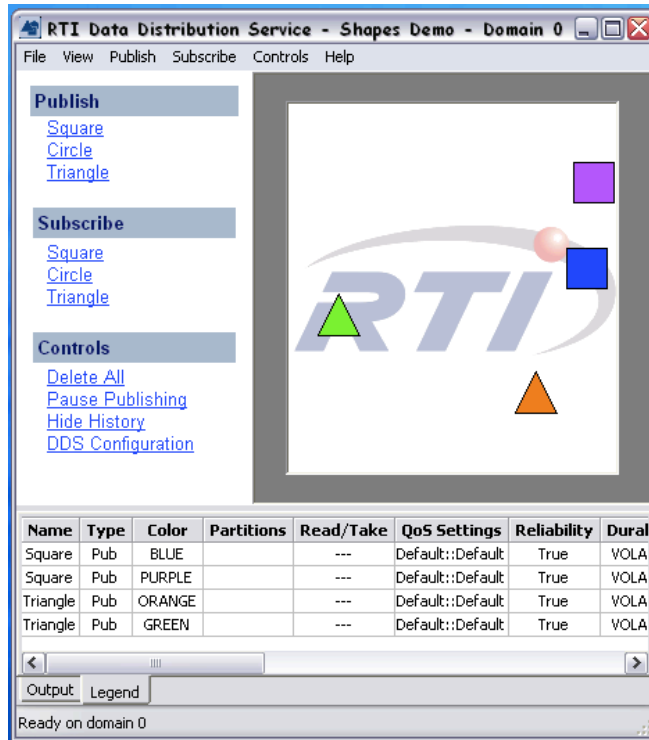 RTI Data Distribution Service - Shapes Demo - Domain 0
File View Publish Subscribe Controls Help
Publish
Square
Circle
Triangle
Subscribe
Square
Circle
Triangle
Controls
Delete All
Pause Publishing
Hide History
DDS Configuration
RTI
Name Type Color Partitions Read/Take QoS Settings Reliability Dural
Square Pub BLUE --- Default::Default True VOLA
Square Pub PURPLE --- Default::Default True VOLA
Triangle Pub ORANGE --- Default::Default True VOLA
Triangle Pub GREEN --- Default::Default True VOLA
Output Legend
Ready on domain 0